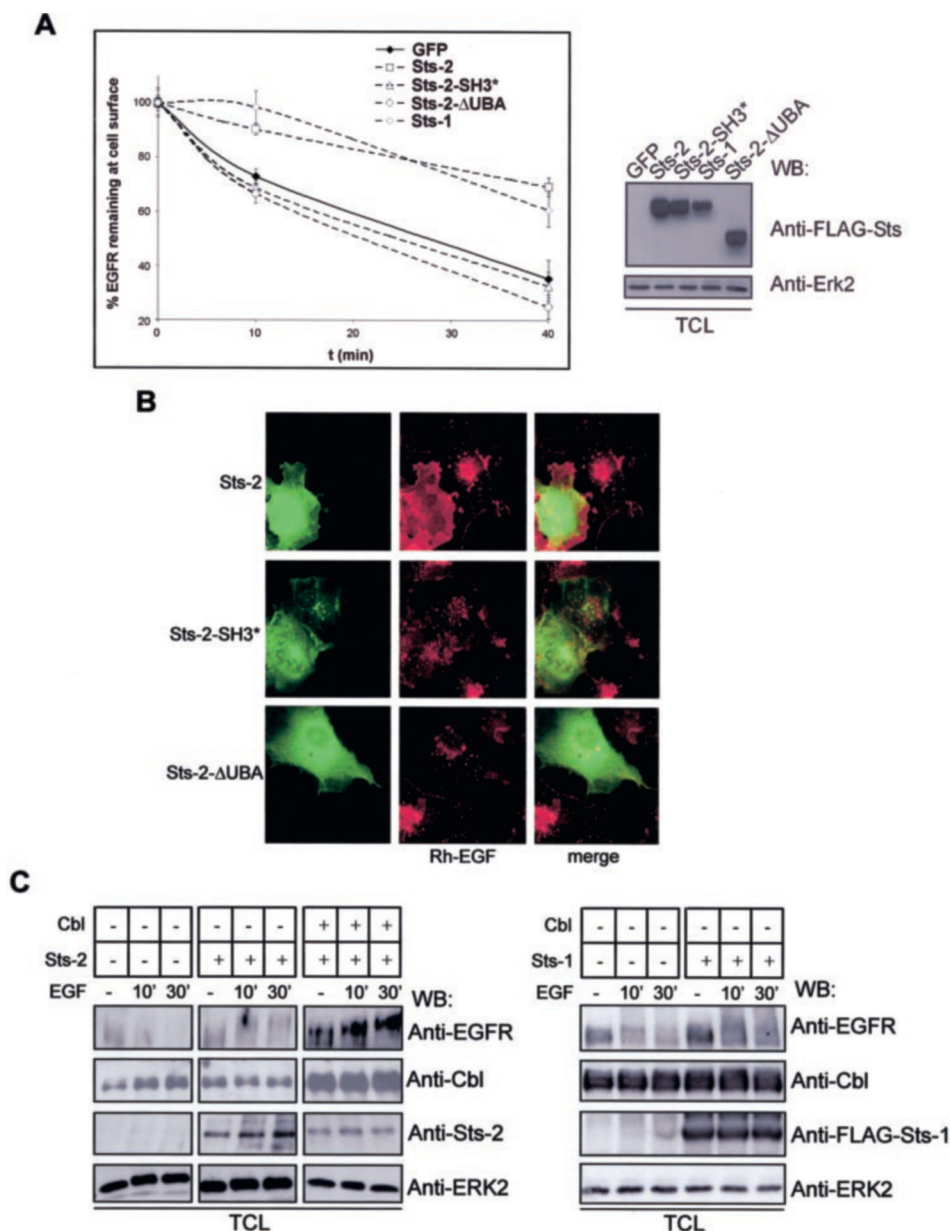 A
GFP
Sts-2
Sts-2-SH3*
Sts-2-ΔUBA
Sts-1
% EGFR remaining at cell surface
100
80
60
40
20
0 10 20 30 40
t (min)
GFP
Sts-2
Sts-2-SH3*
Sts-1
Sts-2-ΔUBA
WB:
Anti-FLAG-Sts
Anti-Erk2
TCL
B
Sts-2
Sts-2-SH3*
Sts-2-ΔUBA
Rh-EGF merge
C
Cbl - - - - - - + + +
Sts-2 - - - + + + + + +
EGF - 10' 30' - 10' 30' - 10' 30' WB:
Anti-EGFR
Anti-Cbl
Anti-Sts-2
Anti-ERK2
TCL
Cbl - - - - - -
Sts-1 - - - + + +
EGF - 10' 30' - 10' 30' WB:
Anti-EGFR
Anti-Cbl
Anti-FLAG-Sts-1
Anti-ERK2
TCL